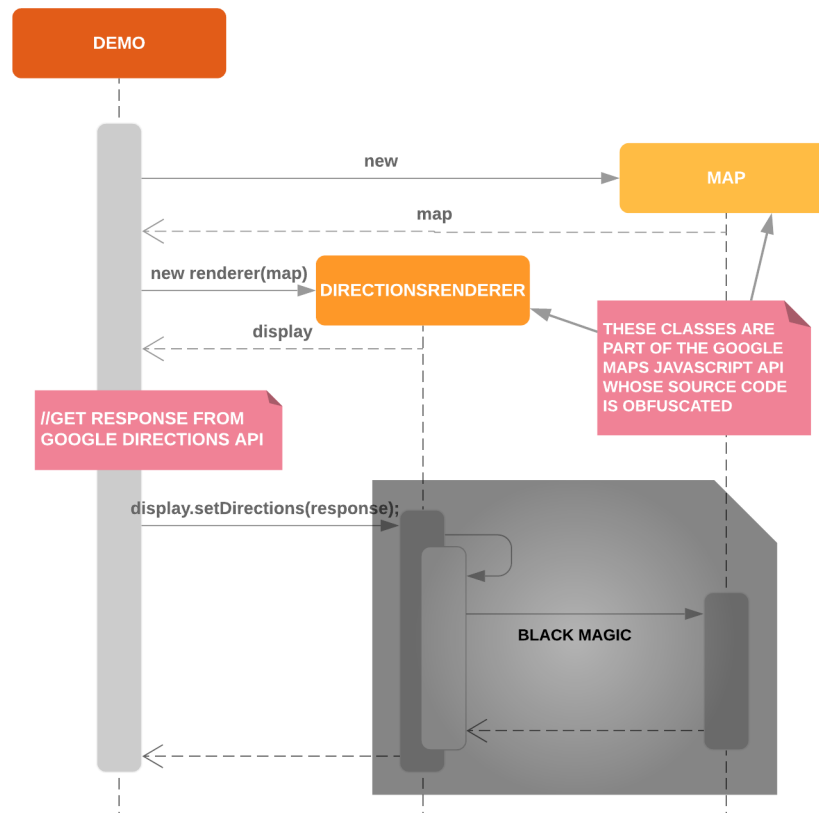 DEMO
new
MAP
map
new renderer(map)
DIRECTIONSRENDERER
display
THESE CLASSES ARE
PART OF THE GOOGLE
MAPS JAVASCRIPT API
WHOSE SOURCE CODE
IS OBFUSCATED
//GET RESPONSE FROM
GOOGLE DIRECTIONS API
display.setDirections(response);
BLACK MAGIC